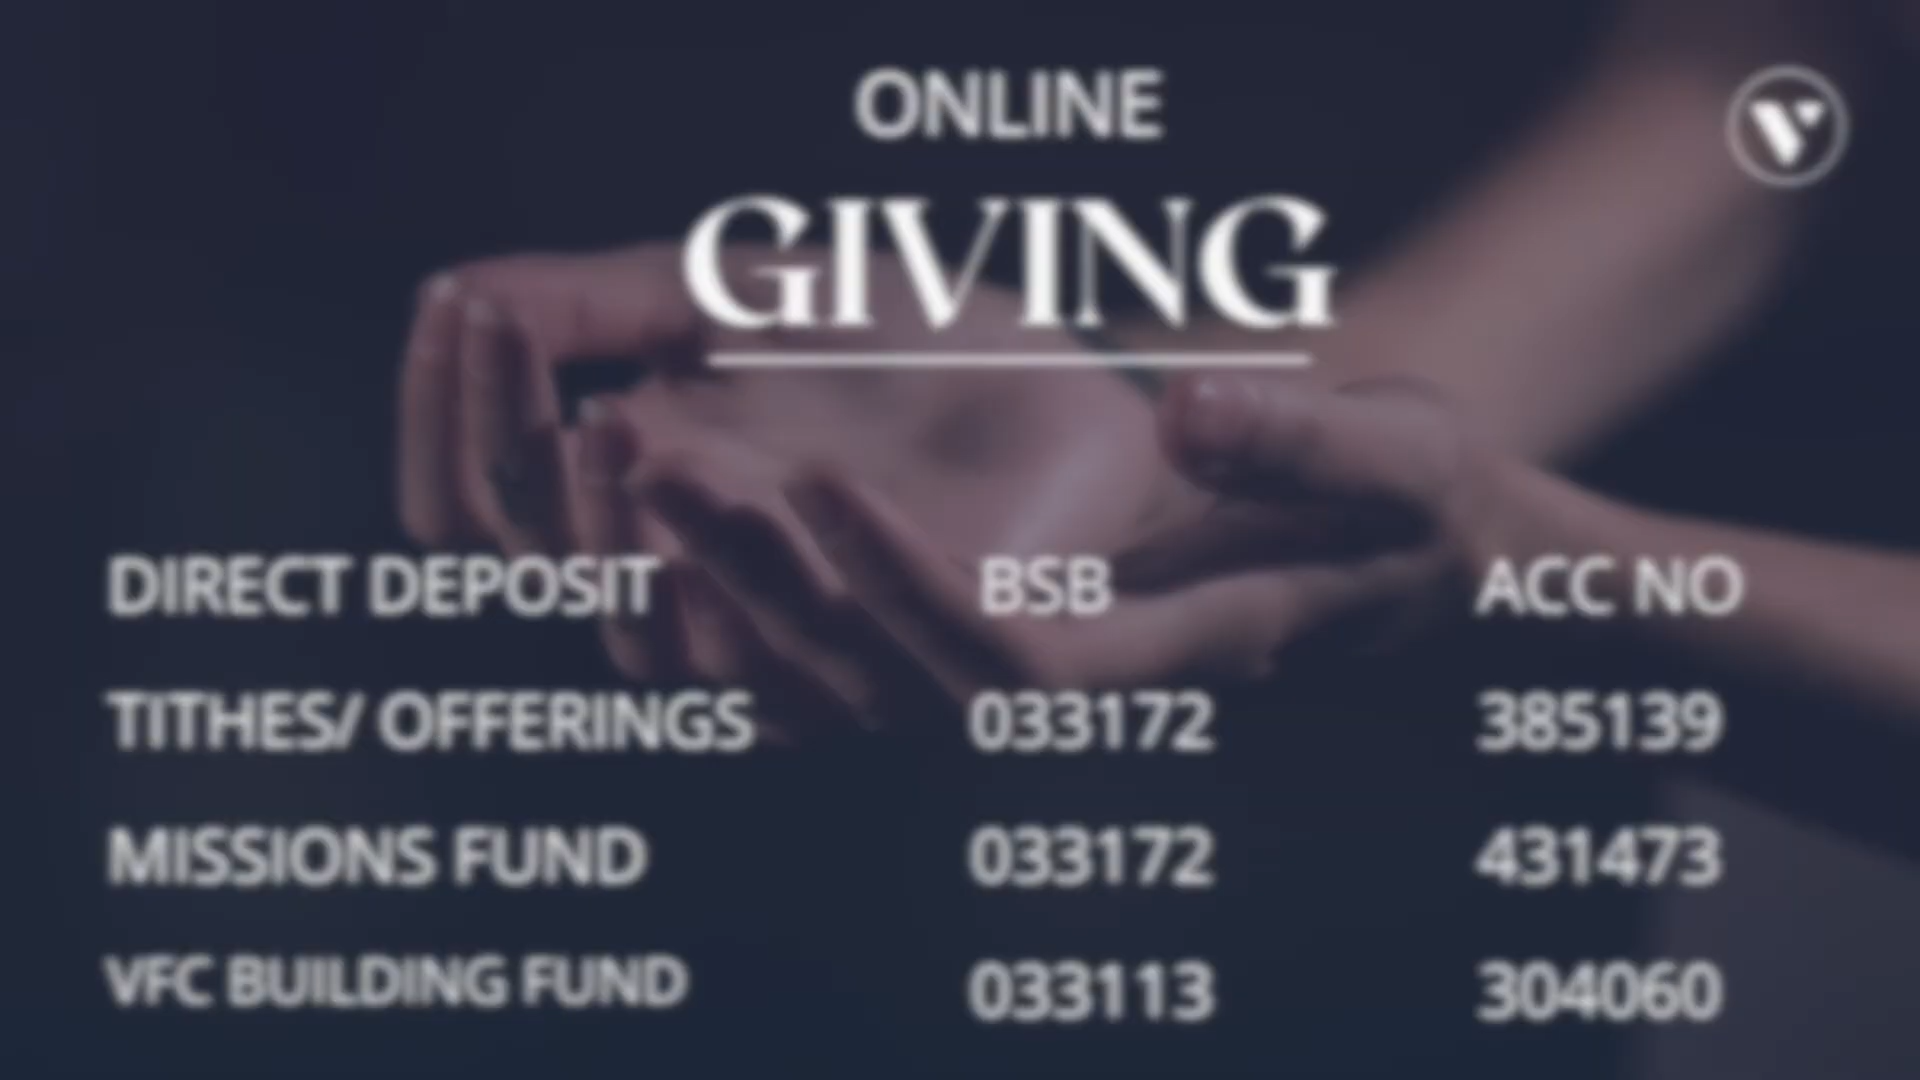 ONLINE
GIVING
DIRECT DEPOSIT BSB ACC NO
TITHES/ OFFERINGS 033172 385139
MISSIONS FUND 033172 431473
VFC BUILDING FUND 033113 304060